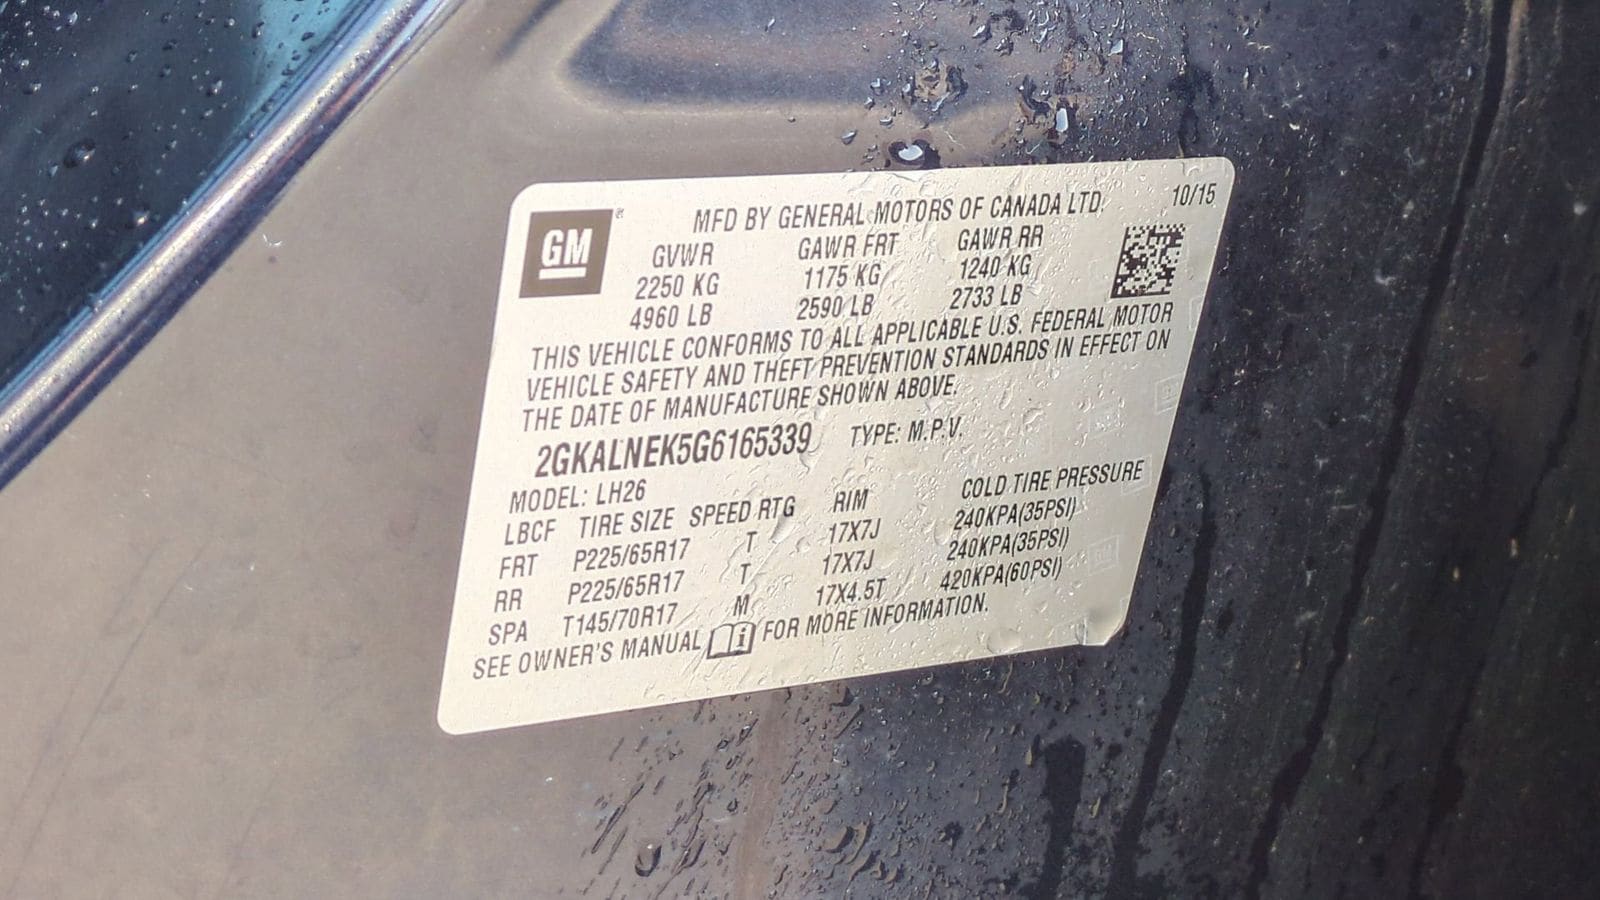 GM
MFD BY GENERAL MOTORS OF CANADA LTD. 10/15
GVWR GAWR FRT GAWR RR
2250 KG 1175 KG 1240 KG
4960 LB 2590 LB 2733 LB
THIS VEHICLE CONFORMS TO ALL APPLICABLE U.S. FEDERAL MOTOR
VEHICLE SAFETY AND THEFT PREVENTION STANDARDS IN EFFECT ON
THE DATE OF MANUFACTURE SHOWN ABOVE.
2GKALNEK5G6165339 TYPE: M.P.V.
MODEL: LH26
LBCF TIRE SIZE SPEED RTG RIM COLD TIRE PRESSURE
FRT P225/65R17 T 17X7J 240KPA(35PSI)
RR P225/65R17 T 17X7J 240KPA(35PSI)
SPA T145/70R17 M 17X4.5T 420KPA(60PSI)
SEE OWNER'S MANUAL FOR MORE INFORMATION.